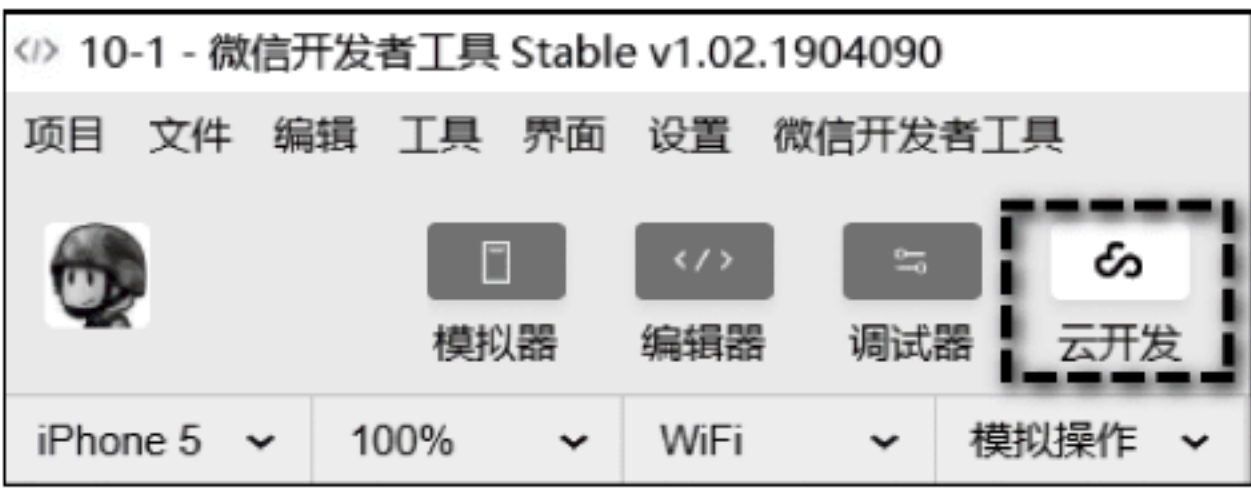 </> 10-1 - 微信开发者工具 Stable v1.02.1904090
项目 文件 编辑 工具 界面 设置 微信开发者工具
</>
模拟器 编辑器 调试器 云开发
iPhone 5 100% WiFi 模拟操作